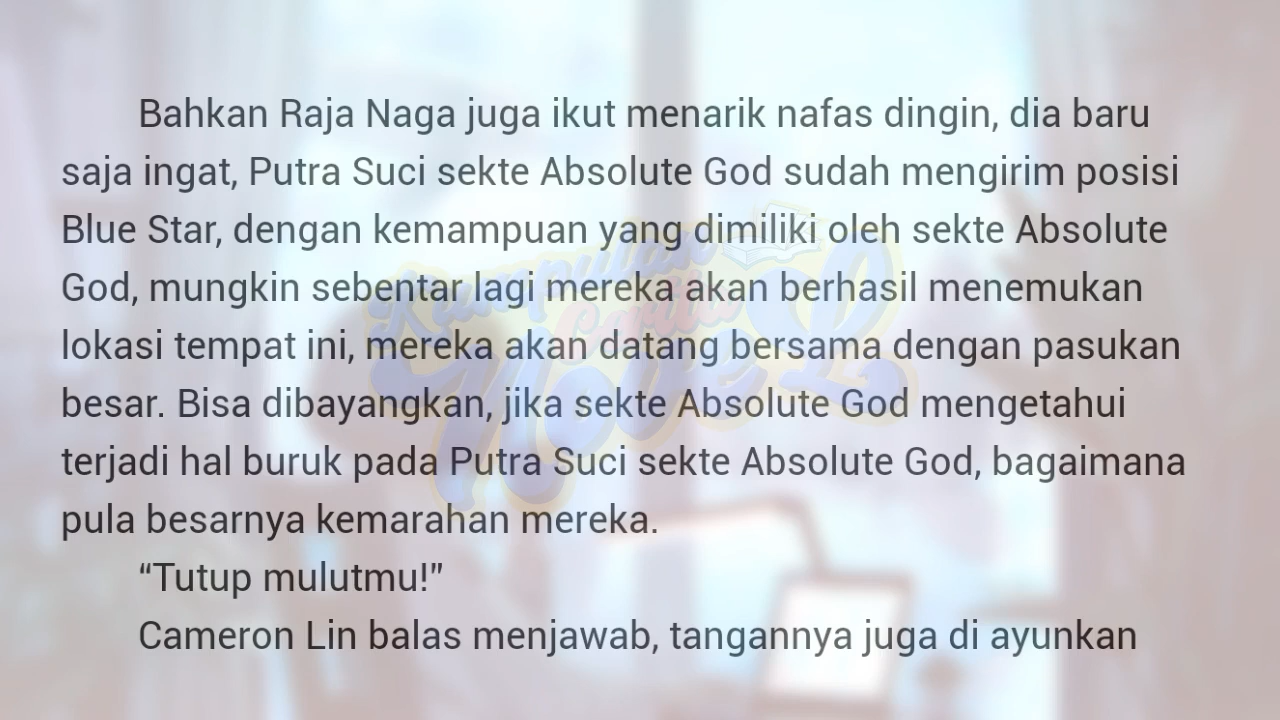 Bahkan Raja Naga juga ikut menarik nafas dingin, dia baru
saja ingat, Putra Suci sekte Absolute God sudah mengirim posisi
Blue Star, dengan kemampuan yang dimiliki oleh sekte Absolute
God, mungkin sebentar lagi mereka akan berhasil menemukan
lokasi tempat ini, mereka akan datang bersama dengan pasukan
besar. Bisa dibayangkan, jika sekte Absolute God mengetahui
terjadi hal buruk pada Putra Suci sekte Absolute God, bagaimana
pula besarnya kemarahan mereka.
“Tutup mulutmu!”
Cameron Lin balas menjawab, tangannya juga di ayunkan
Kumpulan
Cerita
Novel